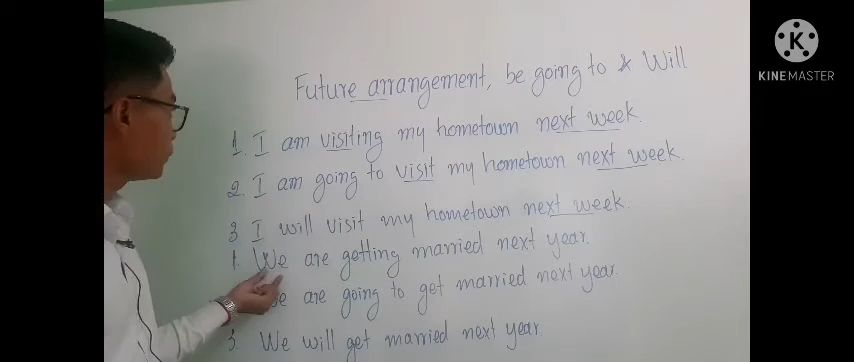 Future arrangement, be going to & Will
1. I am visiting my hometown next week.
2. I am going to visit my hometown next week.
3 I will visit my hometown next week.
1. We are getting married next year.
are going to get married next year.
3. We will get married next year.
K
KINEMASTER